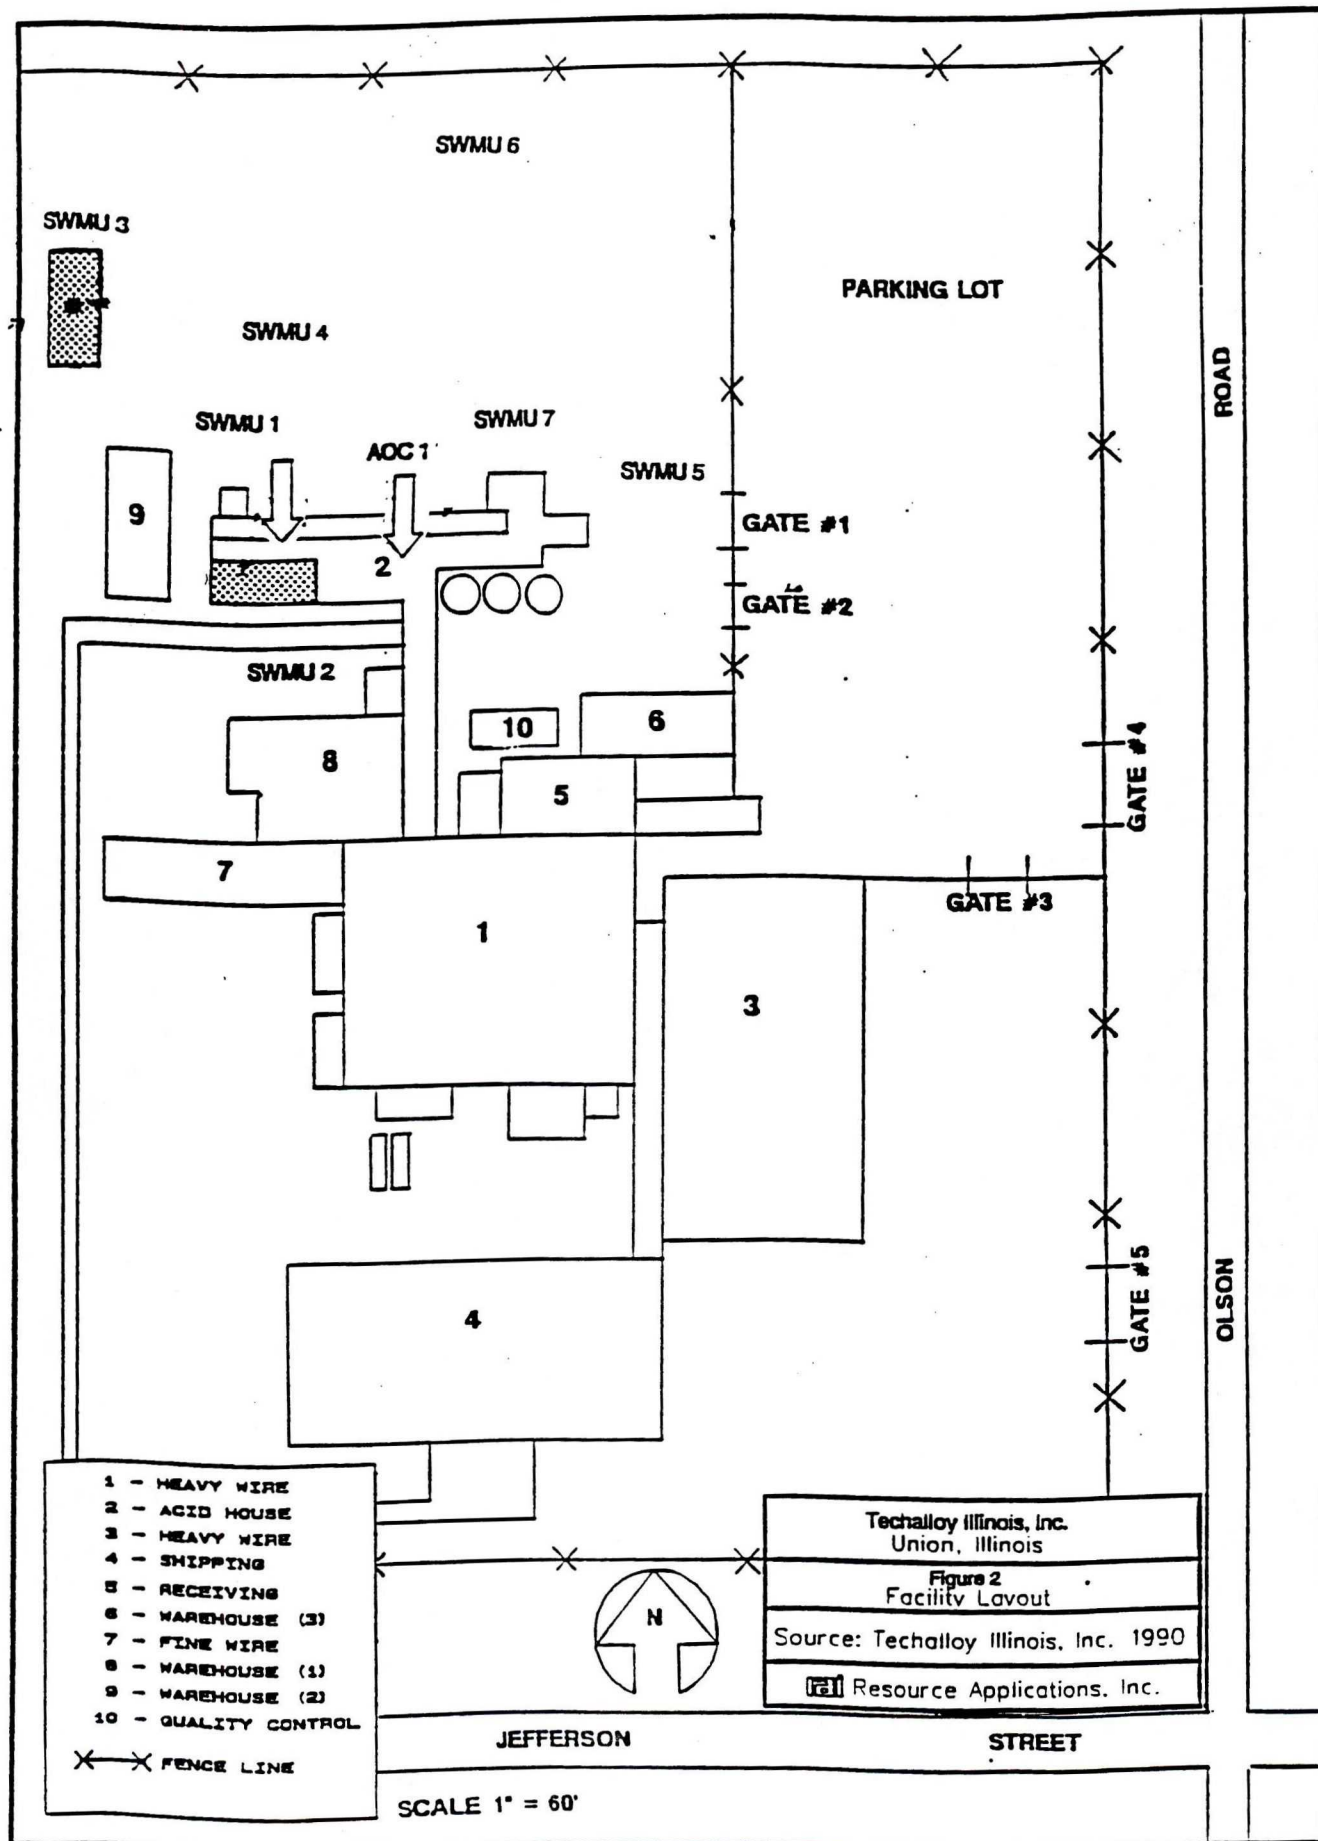 SWMU 6
SWMU 3
PARKING LOT
SWMU 4
ROAD
SWMU 1
AOC 1
SWMU 7
SWMU 5
9
GATE #1
2
GATE #2
SWMU 2
10
6
8
5
GATE #4
7
1
GATE #3
3
GATE #5
OLSON
4
1 - HEAVY WIRE
2 - ACID HOUSE
3 - HEAVY WIRE
4 - SHIPPING
5 - RECEIVING
6 - WAREHOUSE (3)
7 - FINE WIRE
8 - WAREHOUSE (1)
9 - WAREHOUSE (2)
10 - QUALITY CONTROL
FENCE LINE
N
Techalloy Illinois, Inc.
Union, Illinois
Figure 2
Facility Layout
Source: Techalloy Illinois, Inc. 1990
rai Resource Applications, Inc.
JEFFERSON STREET
SCALE 1" = 60'